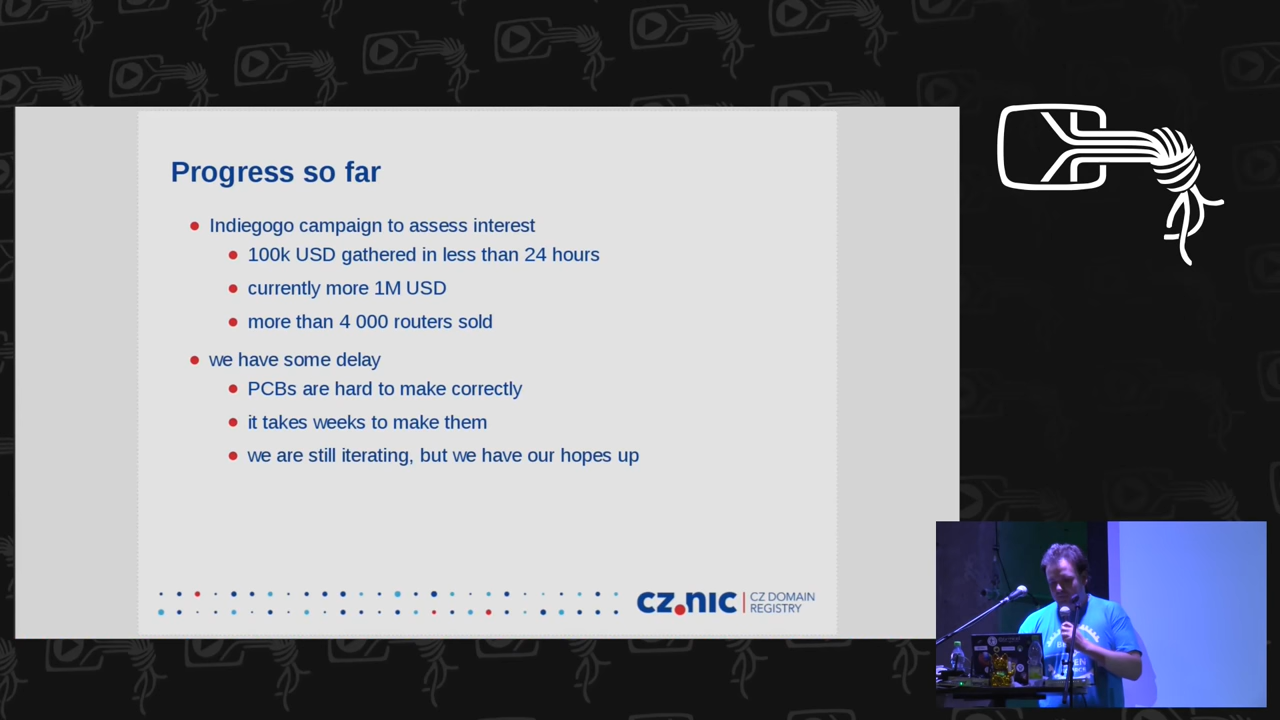 Progress so far
Indiegogo campaign to assess interest
100k USD gathered in less than 24 hours
currently more 1M USD
more than 4 000 routers sold
we have some delay
PCBs are hard to make correctly
it takes weeks to make them
we are still iterating, but we have our hopes up
cz.nic
CZ DOMAIN
REGISTRY